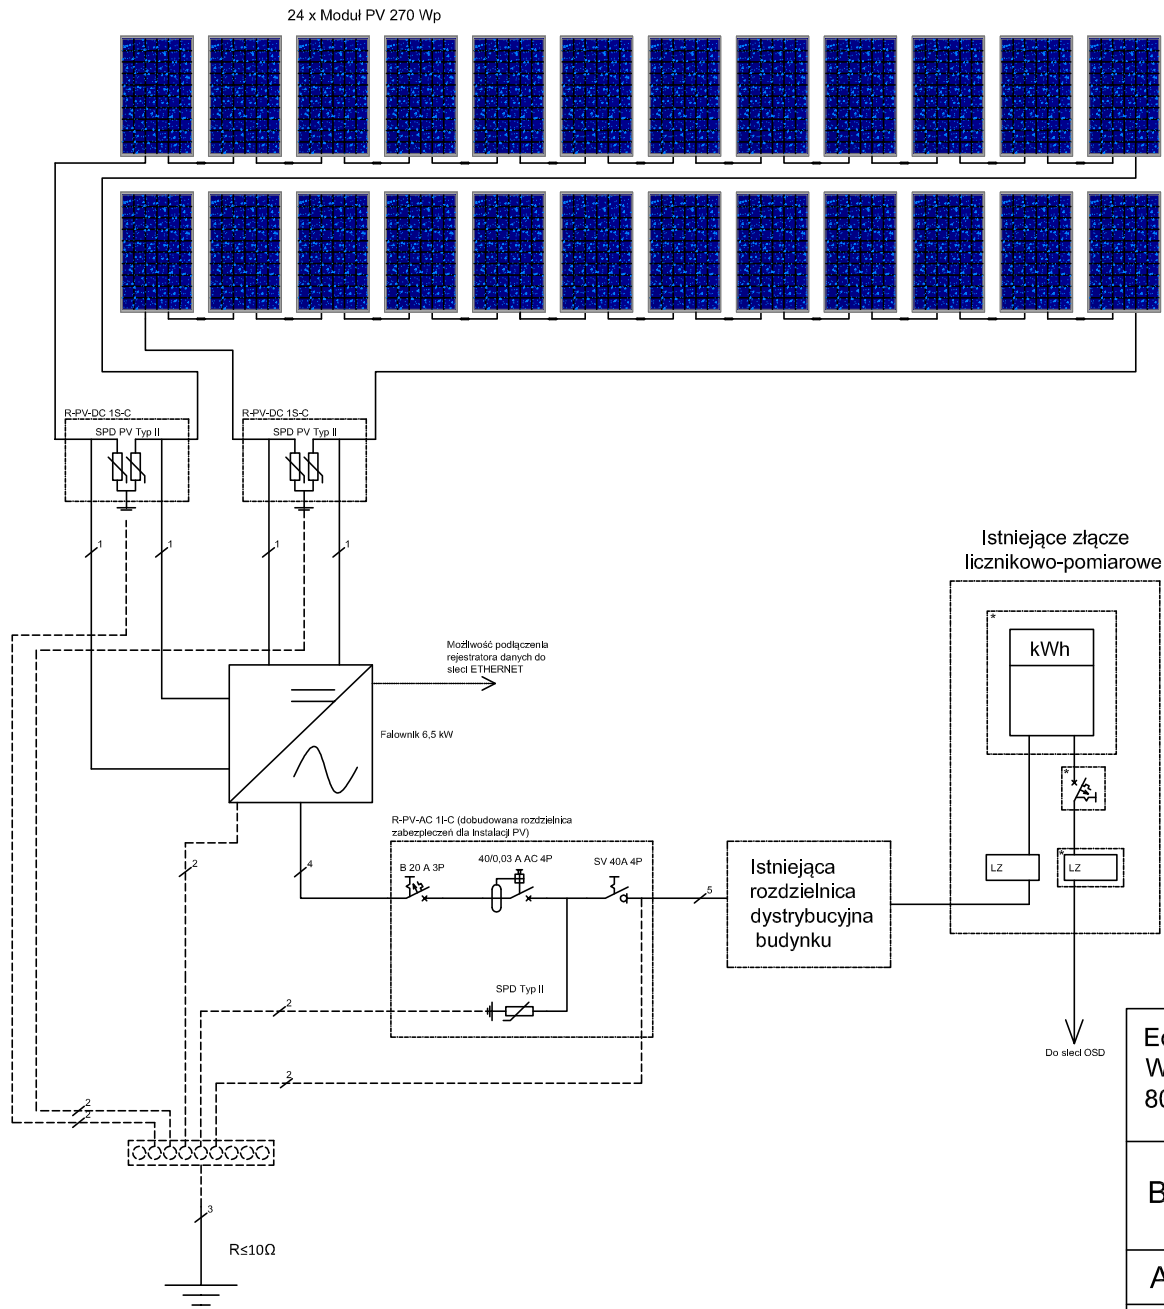 24 x Moduł PV 270 Wp
R-PV-DC 1S-C
SPD PV Typ II
R-PV-DC 1S-C
SPD PV Typ II
1
1
1
1
Istniejące złącze
licznikowo-pomiarowe
*
kWh
Możliwość podłączenia
rejestratora danych do
sieci ETHERNET
Falownik 6,5 kW
*
R-PV-AC 1I-C (dobudowana rozdzielnica
zabezpieczeń dla Instalacji PV)
B 20 A 3P
40/0,03 A AC 4P
SV 40A 4P
2
4
5
Istniejąca
rozdzielnica
dystrybucyjna
budynku
LZ
*
LZ
SPD Typ II
2
Do sieci OSD
2
2
2
3
R≤10Ω